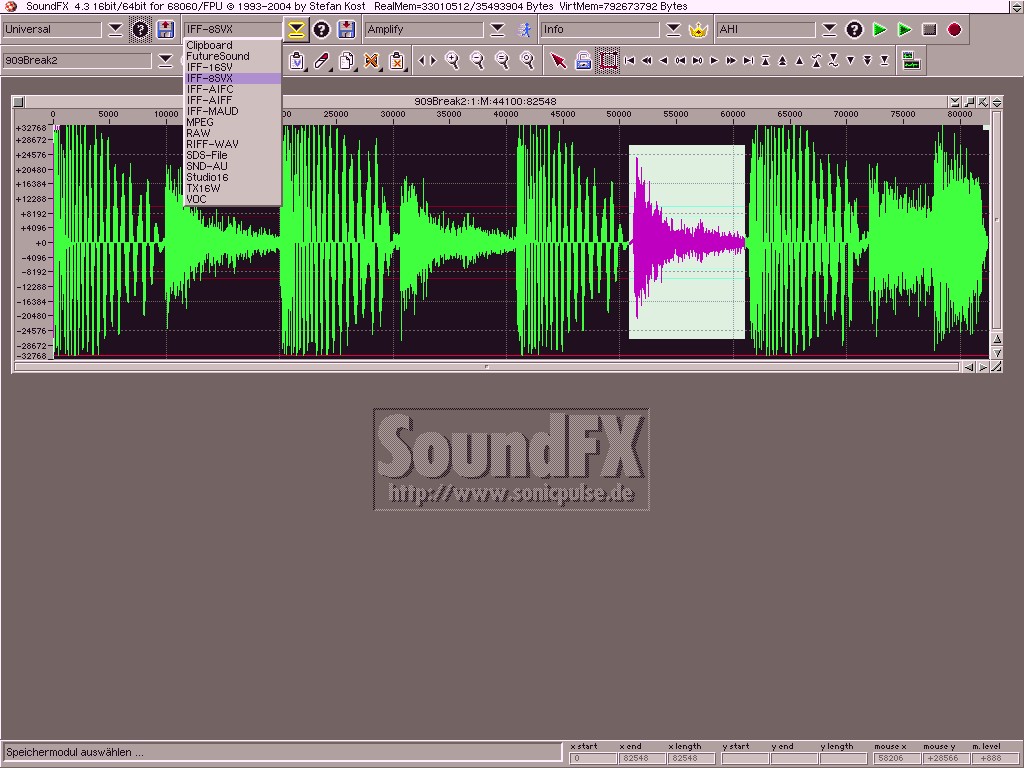 SoundFX 4.3 16bit/64bit for 68060/FPU © 1993-2004 by Stefan Kost RealMem=33010512/35493904 Bytes VirtMem=792673792 Bytes
Universal IFF-8SVX Amplify Info AHI
909Break2
Clipboard
FutureSound
IFF-16SV
IFF-8SVX
IFF-AIFC
IFF-AIFF
IFF-MAUD
MPEG
RAW
RIFF-WAV
SDS-File
SND-AU
Studio16
TX16W
VOC
909Break2:1:M:44100:82548
0 5000 10000 00 25000 30000 35000 40000 45000 50000 55000 60000 65000 70000 75000 80000
+32768
+28672
+24576
+20480
+16384
+12288
+8192
+4096
+0
-4096
-8192
-12288
-16384
-20480
-24576
-28672
-32768
SoundFX
http://www.sonicpulse.de
Speichermodul auswählen ...
x start x end x length y start y end y length mouse x mouse y m. level
0 82548 82548 58206 +28566 +888